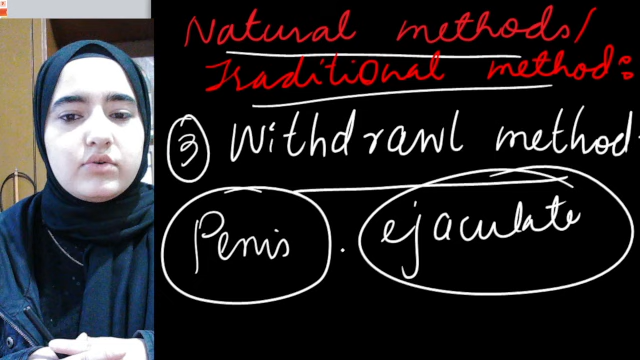 Natural methods/
Traditional method:
③ Withdrawl method.
Penis . ejaculate